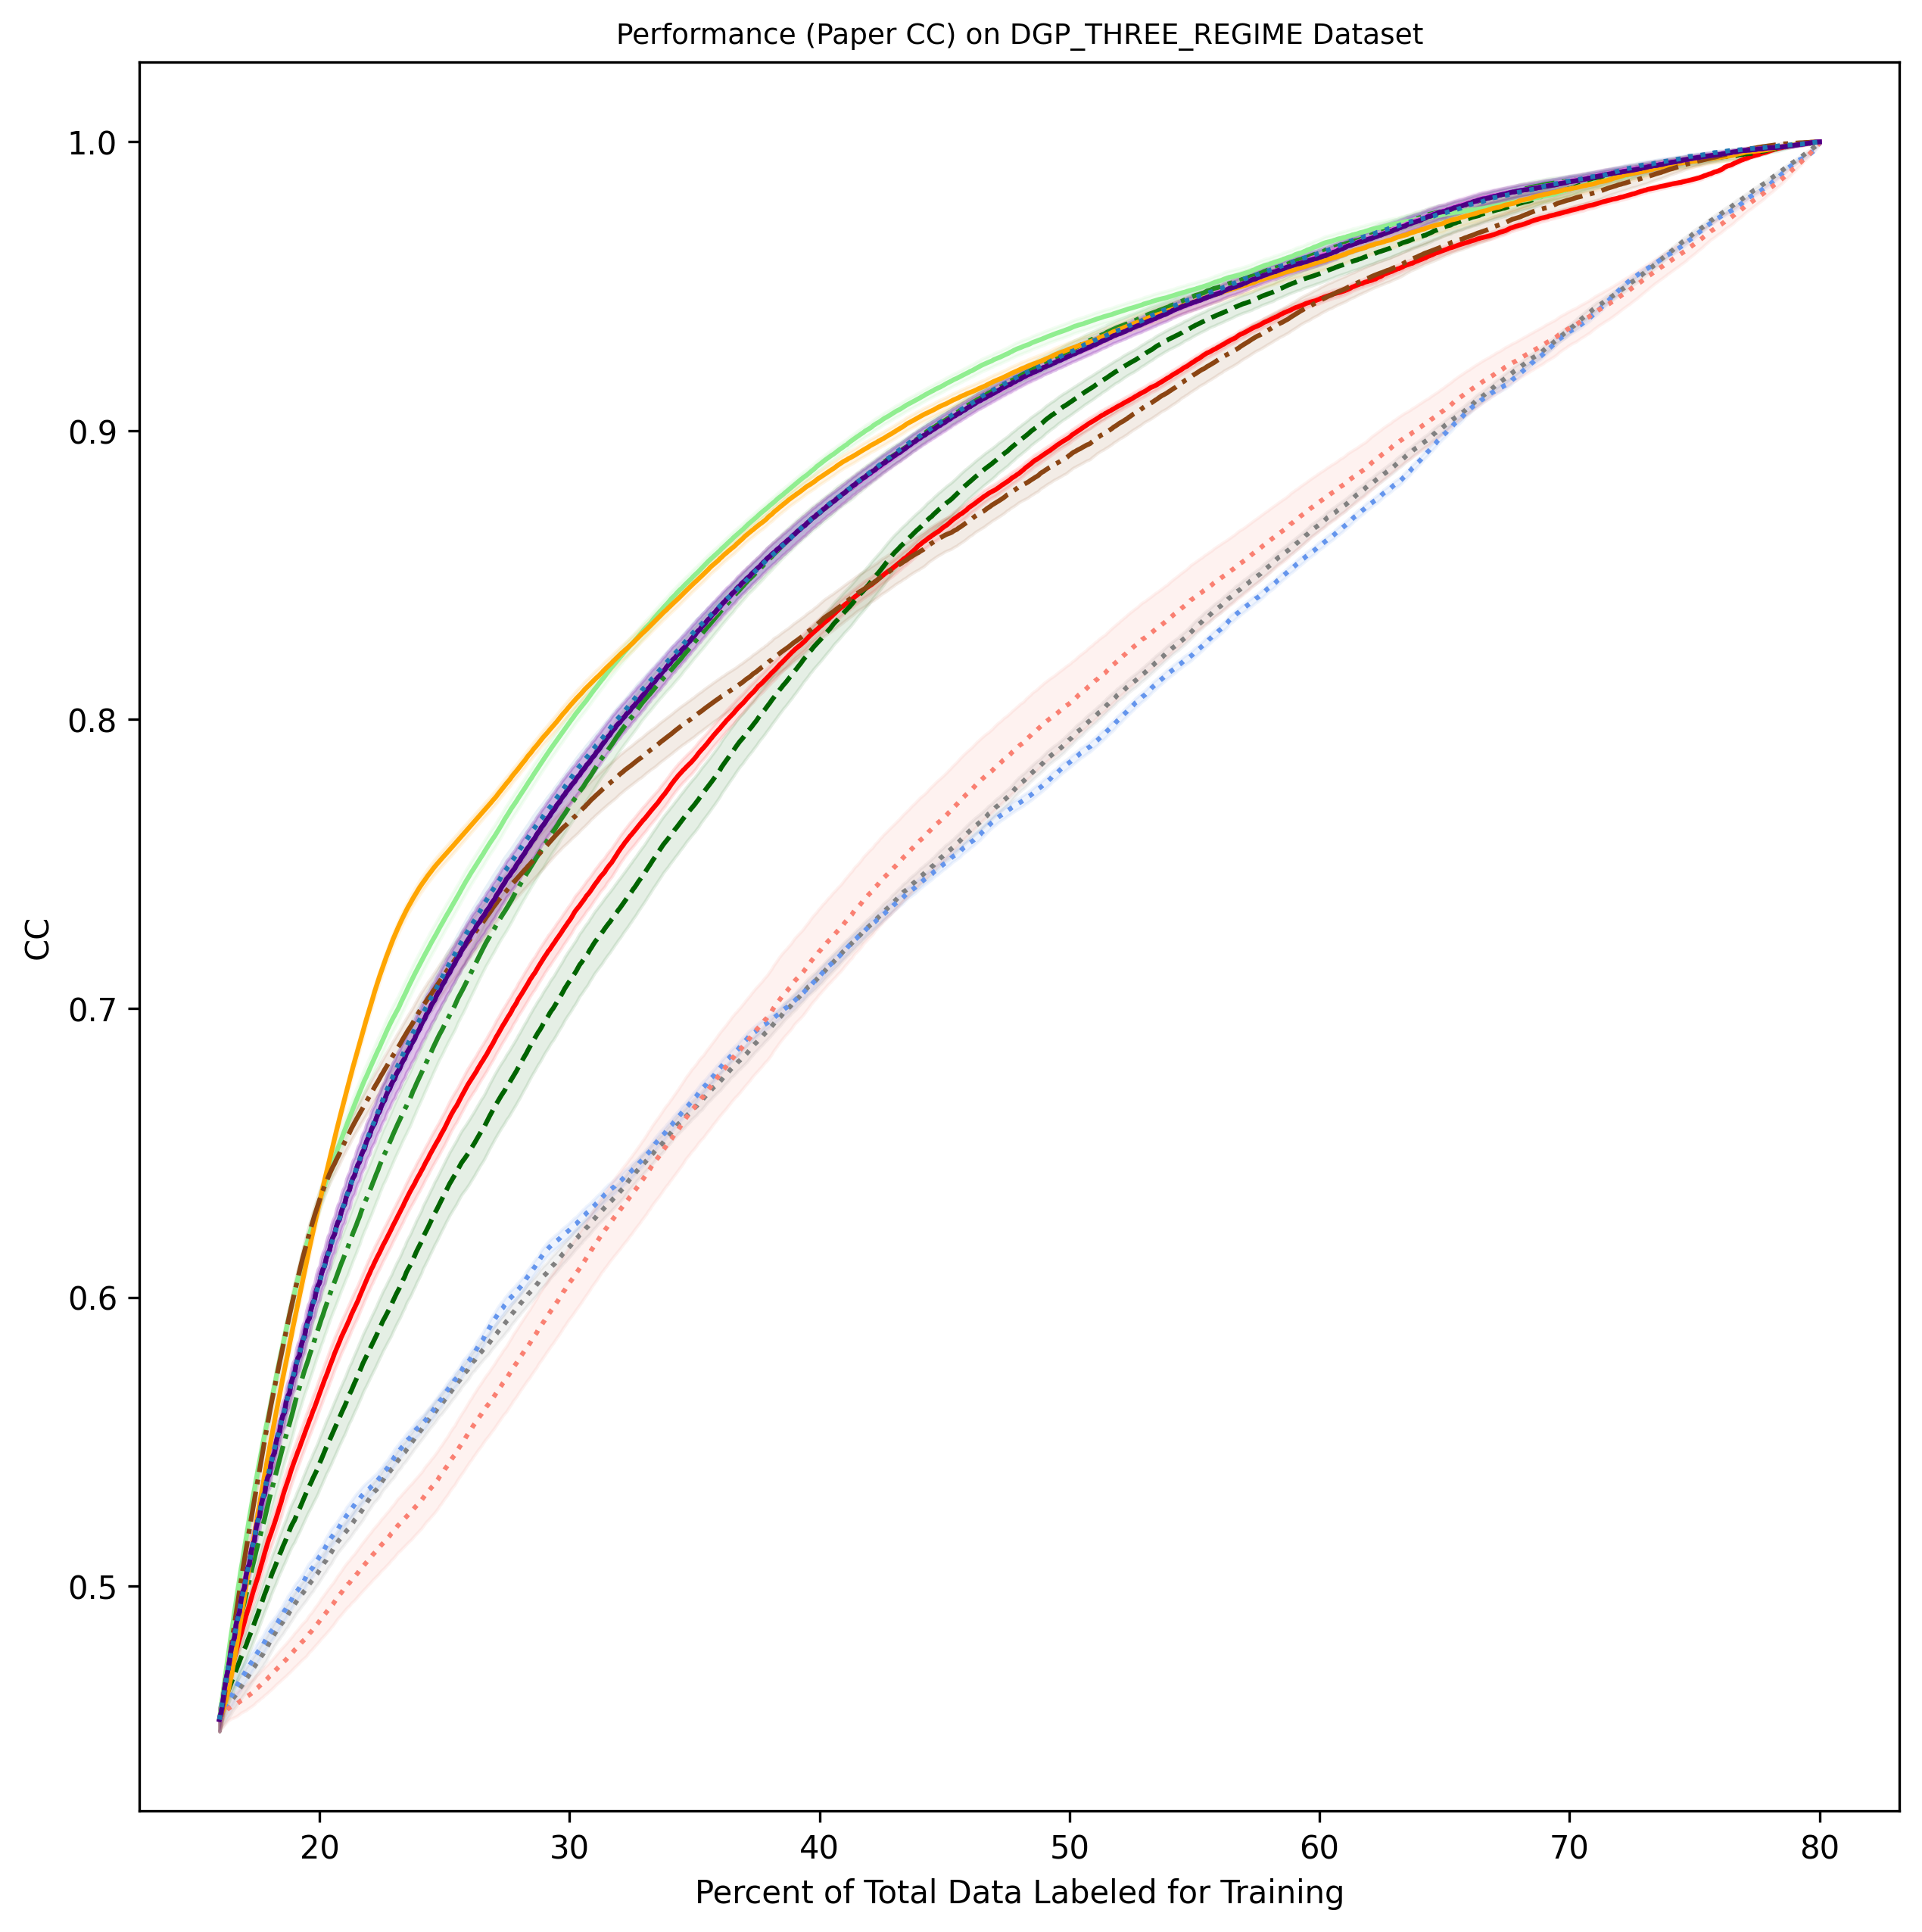 Performance (Paper CC) on DGP_THREE_REGIME Dataset
1.0
0.9
0.8
0.7
0.6
0.5
CC
20 30 40 50 60 70 80
Percent of Total Data Labeled for Training